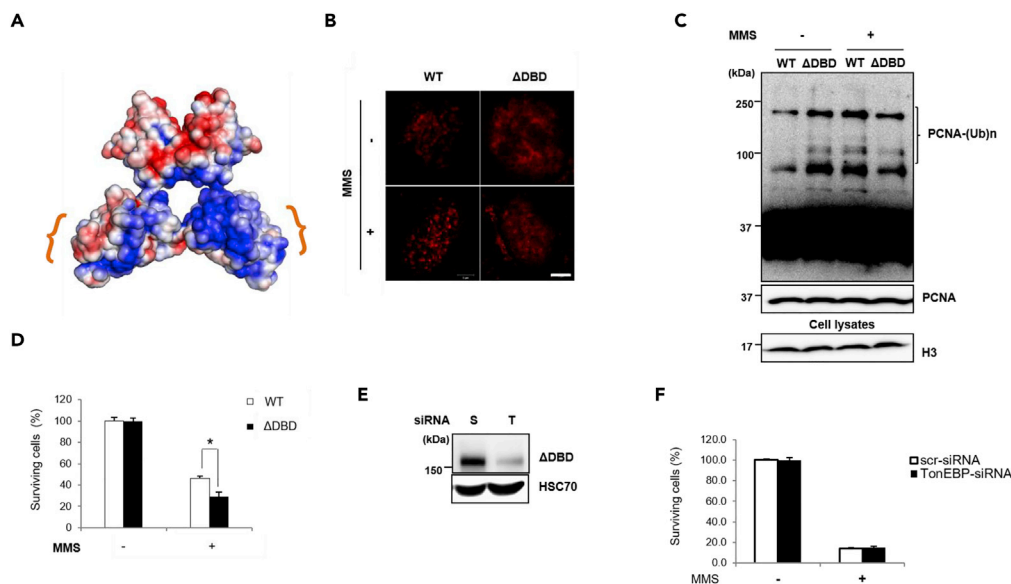 A
B
WT ΔDBD
MMS
-
+
C
MMS - +
WT ΔDBD WT ΔDBD
(kDa)
250
100
37
PCNA-(Ub)n
37
PCNA
Cell lysates
17
H3
D
Surviving cells (%)
120
100
80
60
40
20
0
*
WT
ΔDBD
MMS - +
E
siRNA S T
(kDa)
150
ΔDBD
HSC70
F
Surviving cells (%)
120.0
100.0
80.0
60.0
40.0
20.0
0.0
scr-siRNA
TonEBP-siRNA
MMS - +